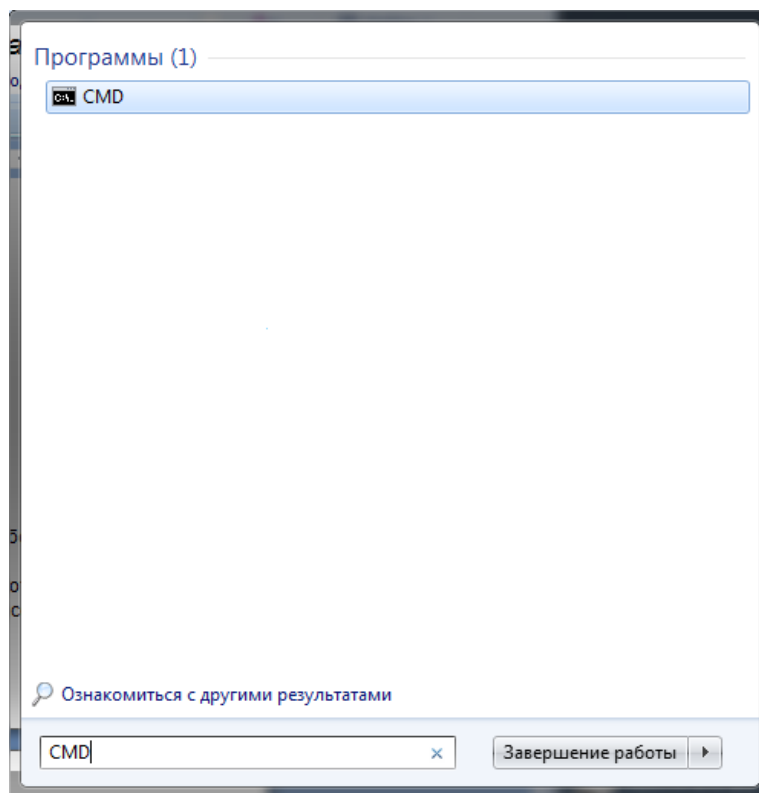 Программы (1)
CMD
Ознакомиться с другими результатами
CMD
Завершение работы